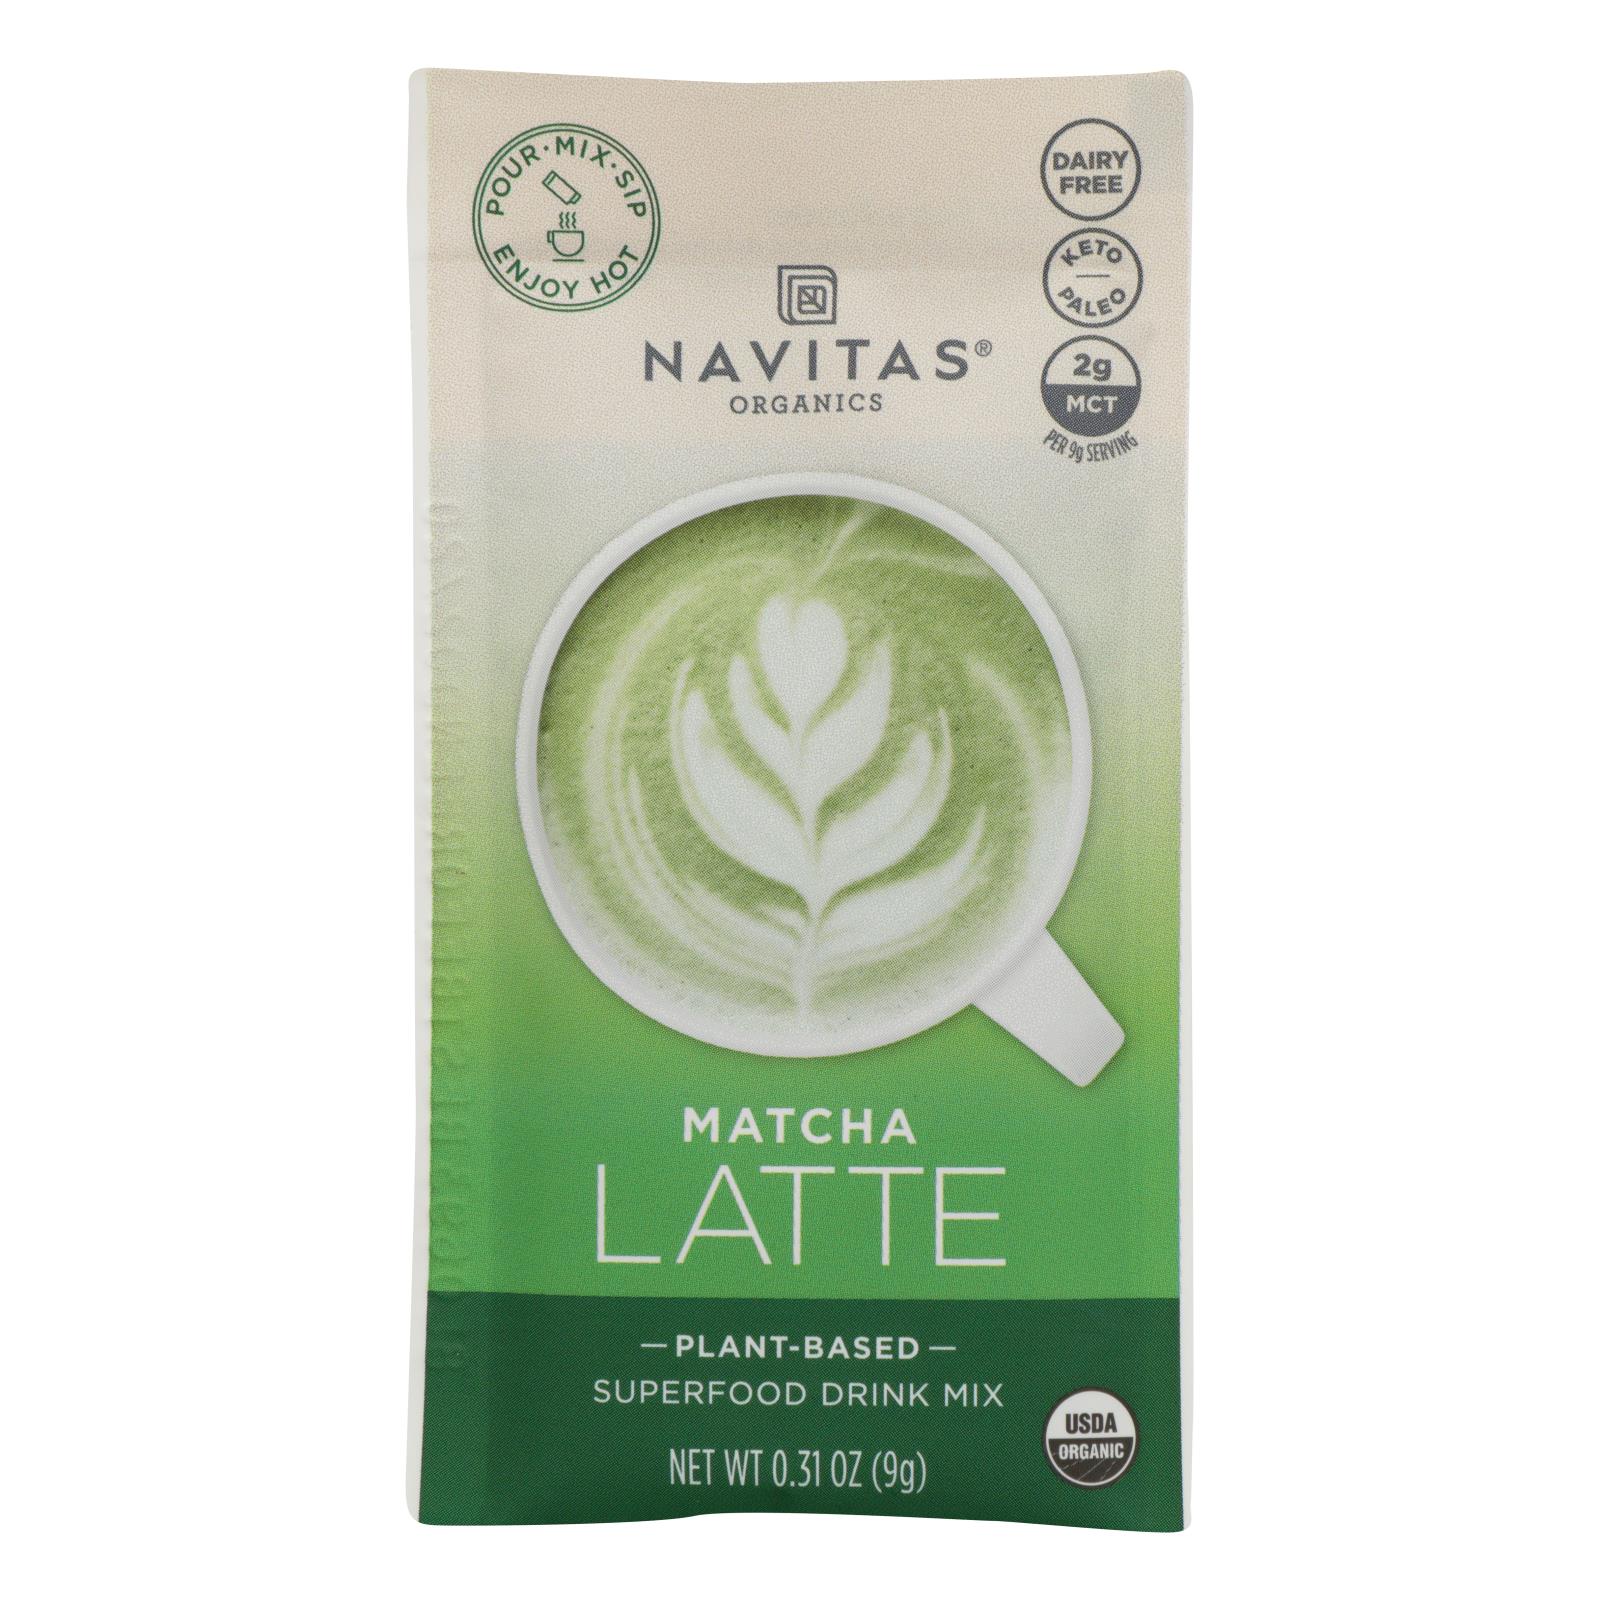 POUR·MIX·SIP
ENJOY HOT
DAIRY
FREE
KETO
PALEO
2g
MCT
PER 9g SERVING
NAVITAS®
ORGANICS
MATCHA
LATTE
—PLANT-BASED—
SUPERFOOD DRINK MIX
NET WT 0.31 OZ (9g)
USDA
ORGANIC